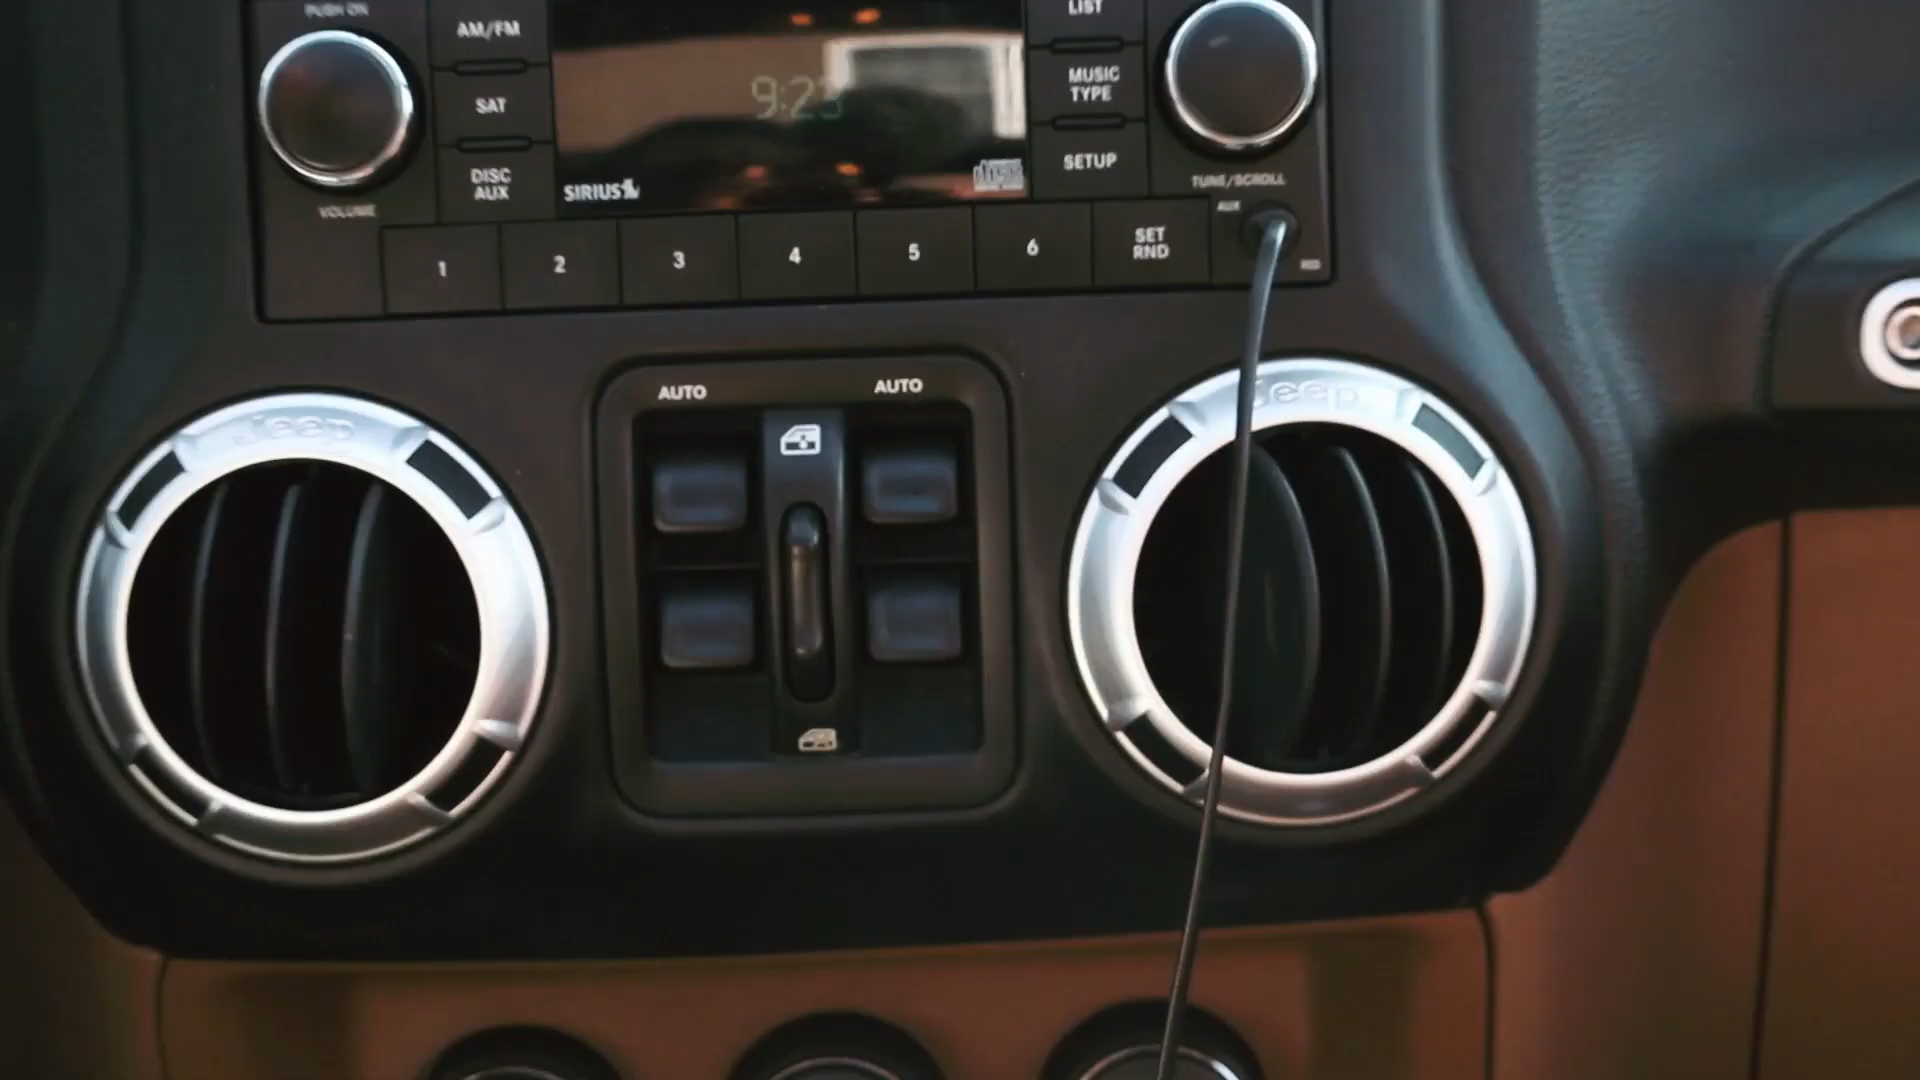 PUSH ON
AM/FM
SAT
DISC
AUX
VOLUME
9:23
SIRIUS
LIST
MUSIC
TYPE
SETUP
TUNE/SCROLL
AUX
1
2
3
4
5
6
SET
RND
AUTO
AUTO
Jeep
Jeep